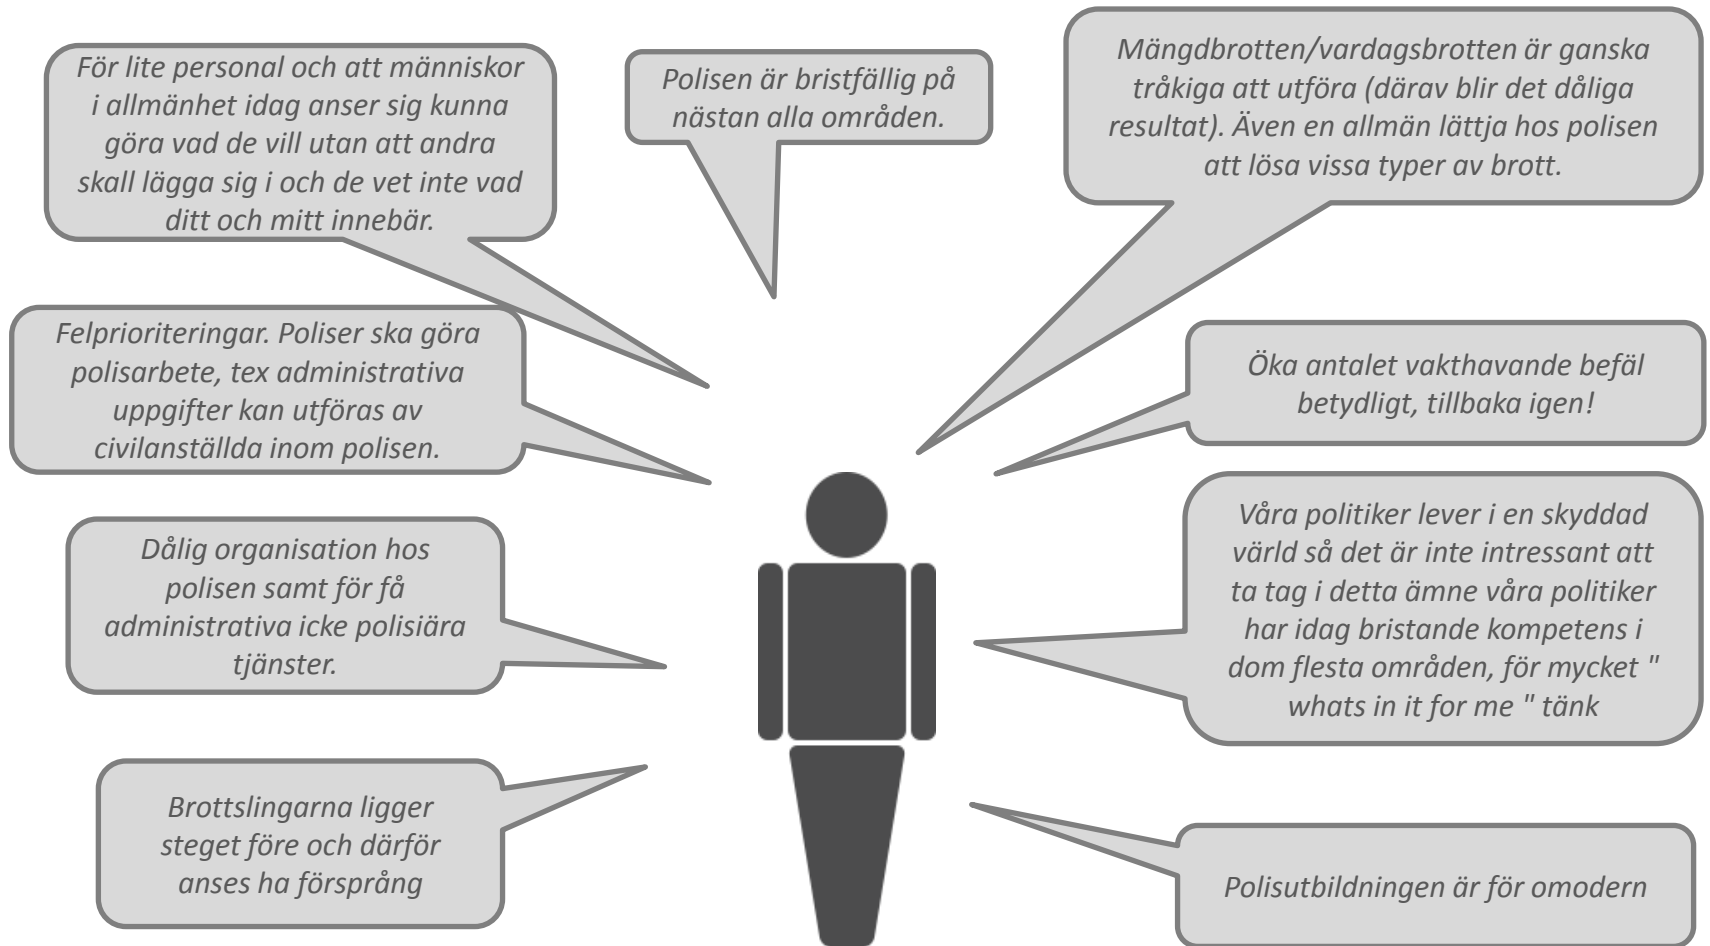 För lite personal och att människor
i allmänhet idag anser sig kunna
göra vad de vill utan att andra
skall lägga sig i och de vet inte vad
ditt och mitt innebär.
Polisen är bristfällig på
nästan alla områden.
Mängdbrotten/vardagsbrotten är ganska
tråkiga att utföra (därav blir det dåliga
resultat). Även en allmän lättja hos polisen
att lösa vissa typer av brott.
Felprioriteringar. Poliser ska göra
polisarbete, tex administrativa
uppgifter kan utföras av
civilanställda inom polisen.
Öka antalet vakthavande befäl
betydligt, tillbaka igen!
Dålig organisation hos
polisen samt för få
administrativa icke polisiära
tjänster.
Våra politiker lever i en skyddad
värld så det är inte intressant att
ta tag i detta ämne våra politiker
har idag bristande kompetens i
dom flesta områden, för mycket "
whats in it for me " tänk
Brottslingarna ligger
steget före och därför
anses ha försprång
Polisutbildningen är för omodern